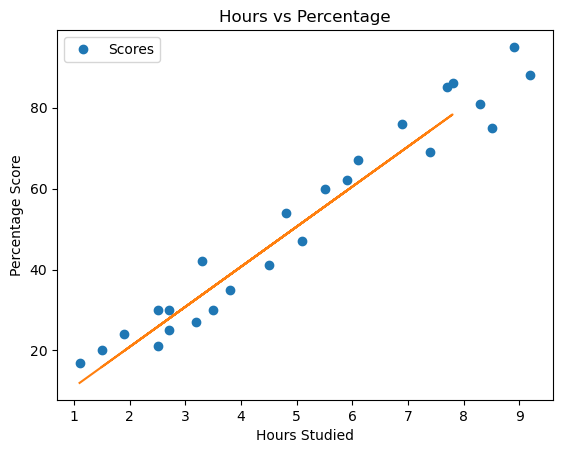 Hours vs Percentage
Scores
Percentage Score
80
60
40
20
1 2 3 4 5 6 7 8 9
Hours Studied